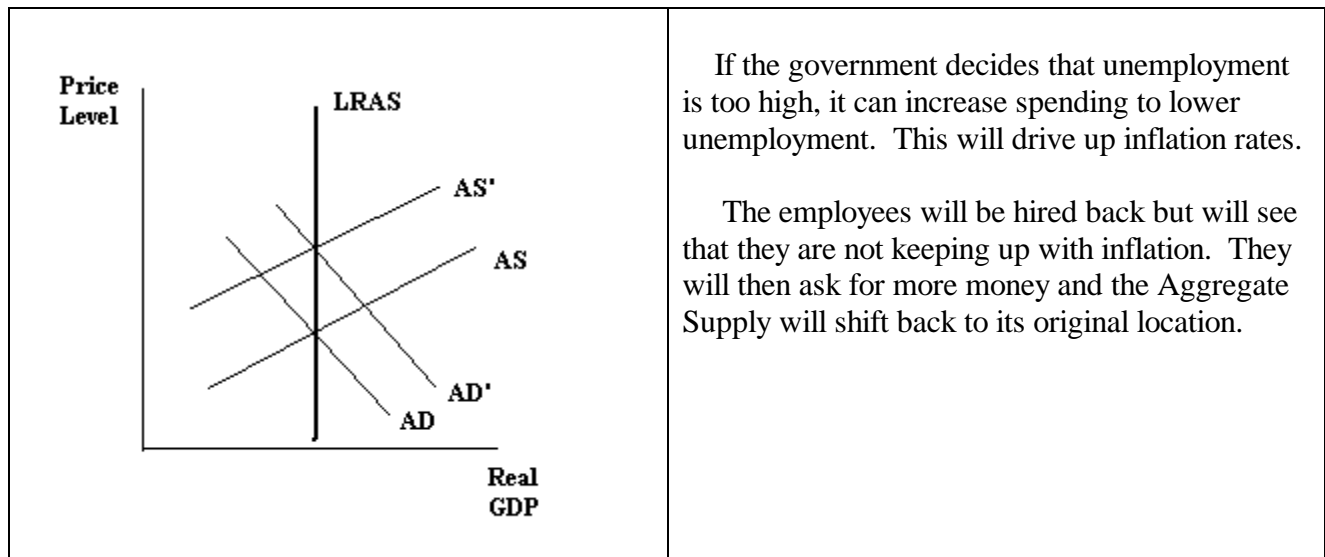 Price
Level
LRAS
AS'
AS
AD'
AD
Real
GDP
If the government decides that unemployment
is too high, it can increase spending to lower
unemployment.  This will drive up inflation rates.
The employees will be hired back but will see
that they are not keeping up with inflation.  They
will then ask for more money and the Aggregate
Supply will shift back to its original location.